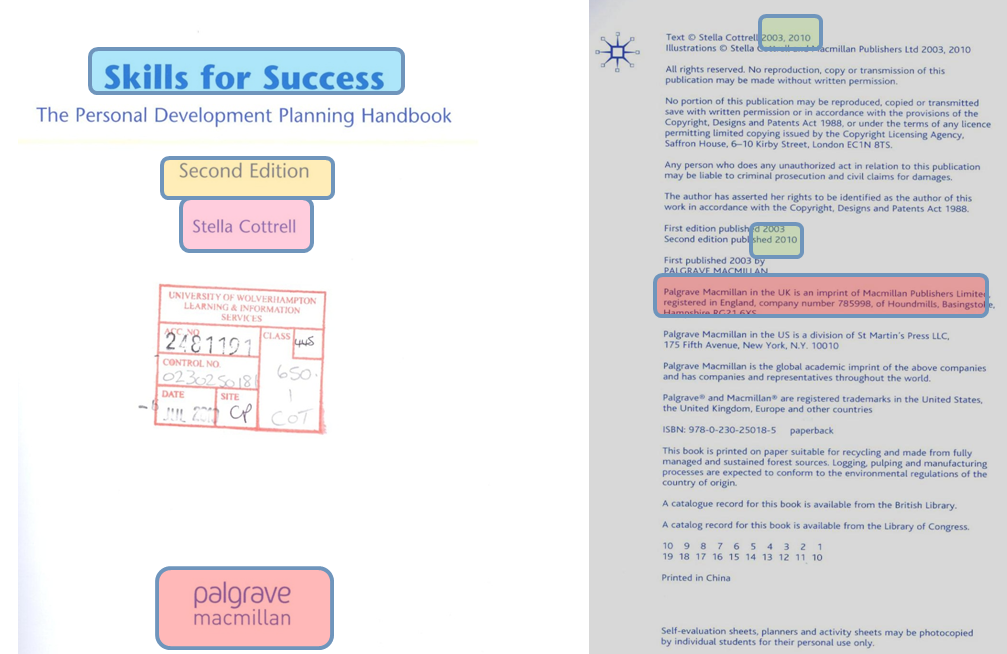 Skills for Success
The Personal Development Planning Handbook
Second Edition
Stella Cottrell
UNIVERSITY OF WOLVERHAMPTON
LEARNING & INFORMATION
SERVICES
ACC NO.
2481191
CLASS
445
CONTROL NO.
0230250181
650.
1
COT
DATE
SITE
JUL
CP
palgrave
macmillan
Text © Stella Cottrell 2003, 2010
Illustrations © Stella Cottrell and Macmillan Publishers Ltd 2003, 2010
All rights reserved. No reproduction, copy or transmission of this
publication may be made without written permission.
No portion of this publication may be reproduced, copied or transmitted
save with written permission or in accordance with the provisions of the
Copyright, Designs and Patents Act 1988, or under the terms of any licence
permitting limited copying issued by the Copyright Licensing Agency,
Saffron House, 6–10 Kirby Street, London EC1N 8TS.
Any person who does any unauthorized act in relation to this publication
may be liable to criminal prosecution and civil claims for damages.
The author has asserted her rights to be identified as the author of this
work in accordance with the Copyright, Designs and Patents Act 1988.
First edition published 2003
Second edition published 2010
First published 2003 by
PALGRAVE MACMILLAN
Palgrave Macmillan in the UK is an imprint of Macmillan Publishers Limited,
registered in England, company number 785998, of Houndmills, Basingstoke,
Hampshire RG21 6XS.
Palgrave Macmillan in the US is a division of St Martin's Press LLC,
175 Fifth Avenue, New York, N.Y. 10010
Palgrave Macmillan is the global academic imprint of the above companies
and has companies and representatives throughout the world.
Palgrave® and Macmillan® are registered trademarks in the United States,
the United Kingdom, Europe and other countries
ISBN: 978-0-230-25018-5 paperback
This book is printed on paper suitable for recycling and made from fully
managed and sustained forest sources. Logging, pulping and manufacturing
processes are expected to conform to the environmental regulations of the
country of origin.
A catalogue record for this book is available from the British Library.
A catalog record for this book is available from the Library of Congress.
10 9 8 7 6 5 4 3 2 1
19 18 17 16 15 14 13 12 11 10
Printed in China
Self-evaluation sheets, planners and activity sheets may be photocopied
by individual students for their personal use only.